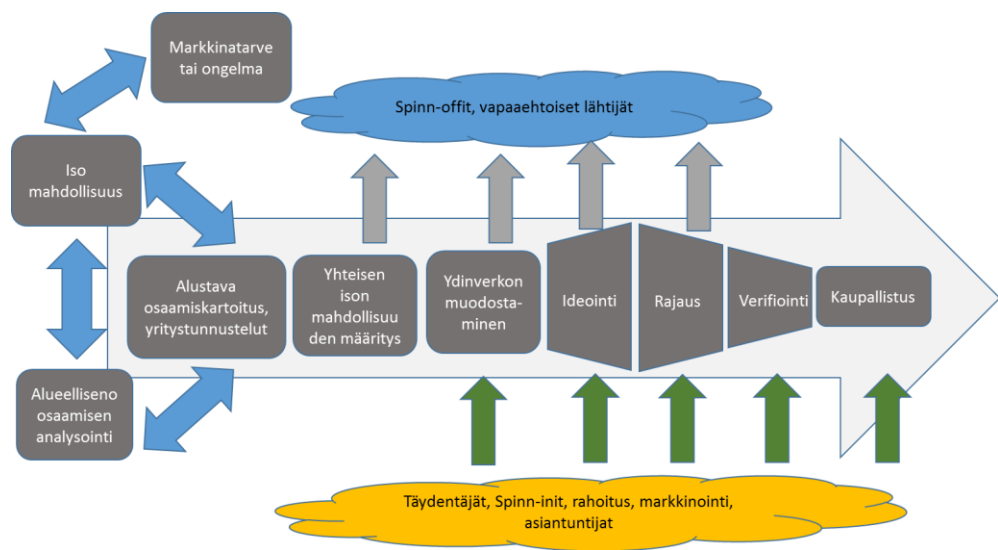 Markkinatarve
tai ongelma
Spinn-offit, vapaaehtoiset lähtijät
Iso
mahdollisuus
Alustava
osaamiskartoitus,
yritystunnustelut
Yhteisen
ison
mahdollisuu
den määritys
Ydinverkon
muodosta-
minen
Ideointi
Rajaus
Verifiointi
Kaupallistus
Alueelliseno
osaamisen
analysointi
Täydentäjät, Spinn-init, rahoitus, markkinointi,
asiantuntijat